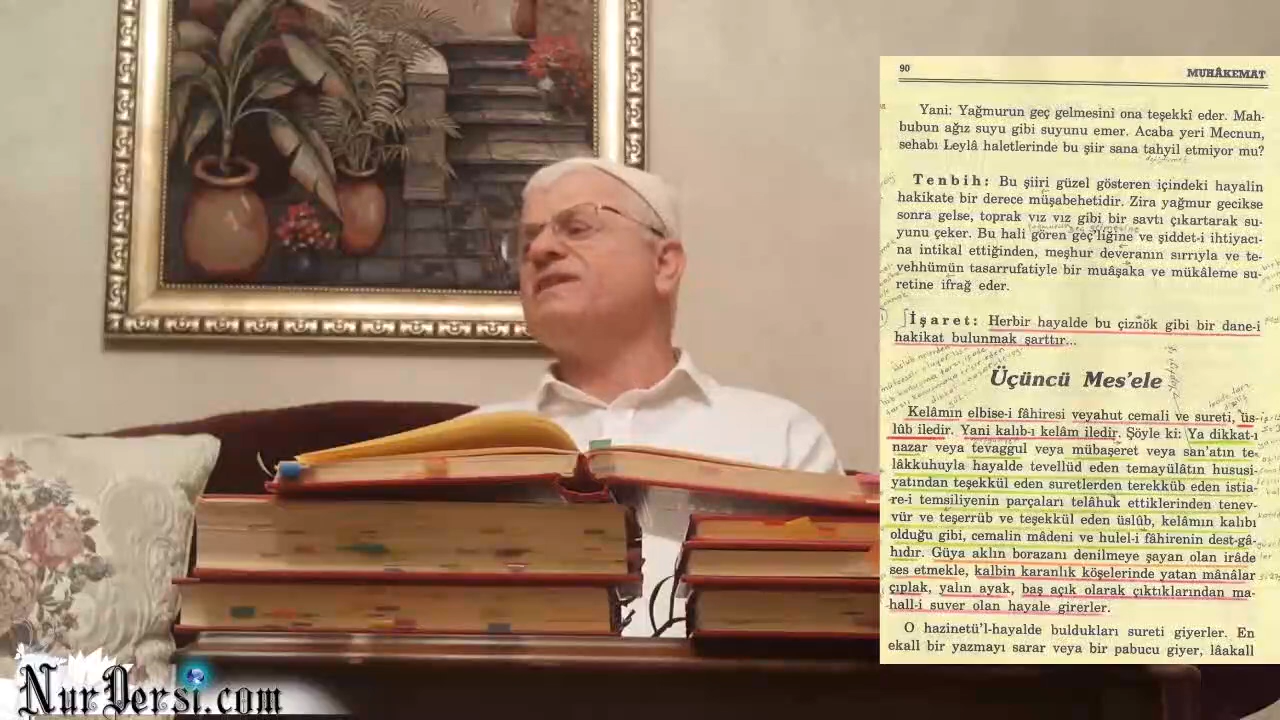 90
MUHÂKEMAT
Yani: Yağmurun geç gelmesini ona teşekkî eder. Mah-
bubun ağız suyu gibi suyunu emer. Acaba yeri Mecnun,
sehabı Leylâ haletlerinde bu şiir sana tahyil etmiyor mu?
Tenbih: Bu şiiri güzel gösteren içindeki hayalin
hakikate bir derece müşabehetidir. Zira yağmur gecikse
sonra gelse, toprak vız vız gibi bir savtı çıkartarak su-
yunu çeker. Bu hali gören geç'liğine ve şiddet-i ihtiyacı-
na intikal ettiğinden, meşhur deveranın sırrıyla ve te-
vehhümün tasarrufatiyle bir muâşaka ve mükâleme su-
retine ifrağ eder.
İşaret: Herbir hayalde bu çiznök gibi bir dane-i
hakikat bulunmak şarttır...
Üçüncü Mes'ele
Kelâmın elbise-i fâhiresi veyahut cemali ve sureti, üs-
lûb iledir. Yani kalıb-ı kelâm iledir. Şöyle ki: Ya dikkat-ı
nazar veya tevaggul veya mübaşeret veya san'atın te-
lâkkuhuyla hayalde tevellüd eden temayülâtın hususi-
yatından teşekkül eden suretlerden terekküb eden istia-
re-i temsiliyenin parçaları telâhuk ettiklerinden tenev-
vür ve teşerrüb ve teşekkül eden üslûb, kelâmın kalıbı
olduğu gibi, cemalin mâdeni ve hulel-i fâhirenin dest-gâ-
hıdır. Güya aklın borazanı denilmeye şayan olan irâde
ses etmekle, kalbin karanlık köşelerinde yatan mânâlar
çıplak, yalın ayak, baş açık olarak çıktıklarından ma-
hall-i suver olan hayale girerler.
O hazinetü'l-hayalde buldukları sureti giyerler. En
ekall bir yazmayı sarar veya bir pabucu giyer, lâakall
NurDersi.com